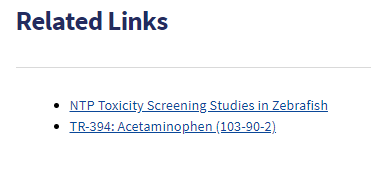 Related Links
NTP Toxicity Screening Studies in Zebrafish
TR-394: Acetaminophen (103-90-2)